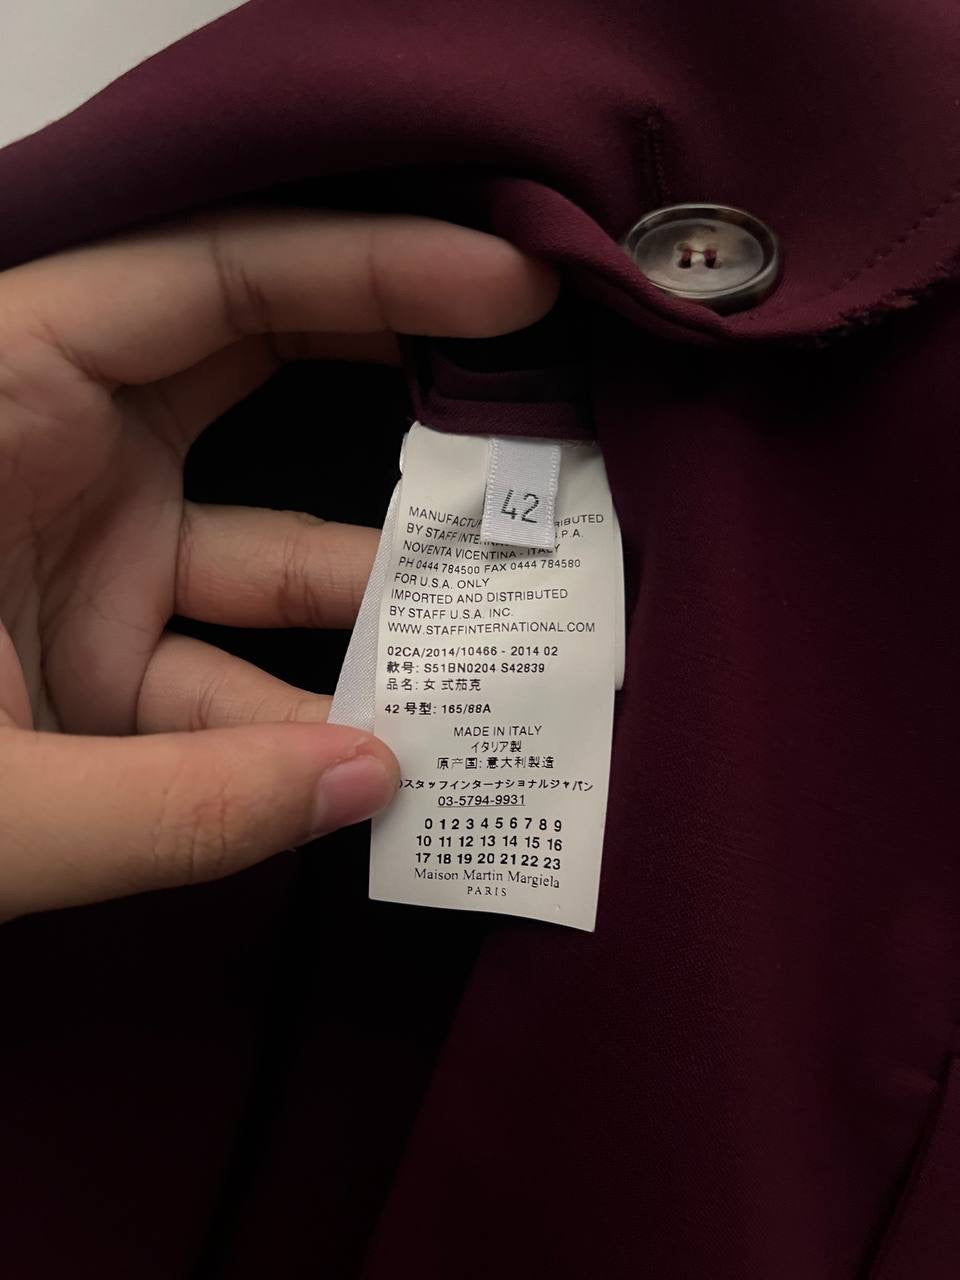 42
MANUFACTU RIBUTED
BY STAFF INTERNA .P.A.
NOVENTA VICENTINA - ITALY
PH 0444 784500 FAX 0444 784580
FOR U.S.A. ONLY
IMPORTED AND DISTRIBUTED
BY STAFF U.S.A. INC.
WWW.STAFFINTERNATIONAL.COM
02CA/2014/10466 - 2014 02
款号: S51BN0204 S42839
品名: 女 式茄克
42 号型: 165/88A
MADE IN ITALY
イタリア製
原产国: 意大利製造
スタッフインターナショナルジャパン
03-5794-9931
0 1 2 3 4 5 6 7 8 9
10 11 12 13 14 15 16
17 18 19 20 21 22 23
Maison Martin Margiela
PARIS